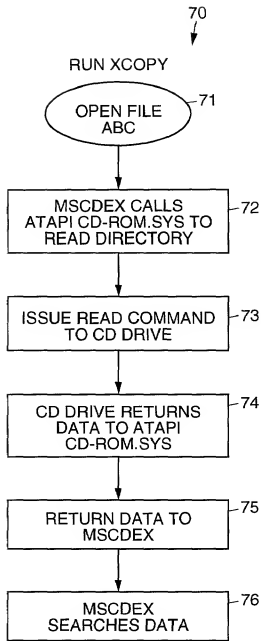 70
RUN XCOPY
OPEN FILE
ABC
71
MSCDEX CALLS
ATAPI CD-ROM.SYS TO
READ DIRECTORY
72
ISSUE READ COMMAND
TO CD DRIVE
73
CD DRIVE RETURNS
DATA TO ATAPI
CD-ROM.SYS
74
RETURN DATA TO
MSCDEX
75
MSCDEX
SEARCHES DATA
76